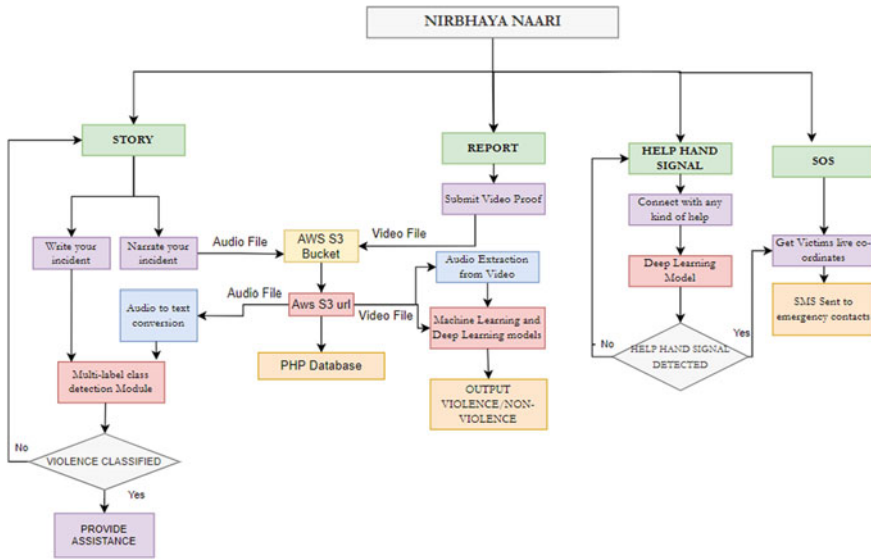 NIRBHAYA NAARI
STORY
REPORT
HELP HAND
SIGNAL
SOS
Submit Video Proof
Connect with any
kind of help
Write your
incident
Narrate your
incident
Audio File
AWS S3
Bucket
Video File
Audio Extraction
from Video
Deep Learning
Model
Get Victims live co-
ordinates
Audio to text
conversion
Audio File
Aws S3 url
Video File
Machine Learning and
Deep Learning models
SMS Sent to
emergency contacts
No
HELP HAND SIGNAL
DETECTED
Yes
PHP Database
Multi-label class
detection Module
OUTPUT
VIOLENCE/NON-
VIOLENCE
No
VIOLENCE CLASSIFIED
Yes
PROVIDE
ASSISTANCE